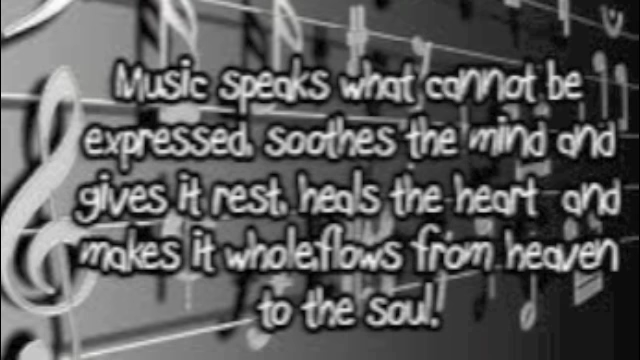 Music speaks what cannot be
expressed, soothes the mind and
gives it rest, heals the heart and
makes it whole,flows from heaven
to the soul!